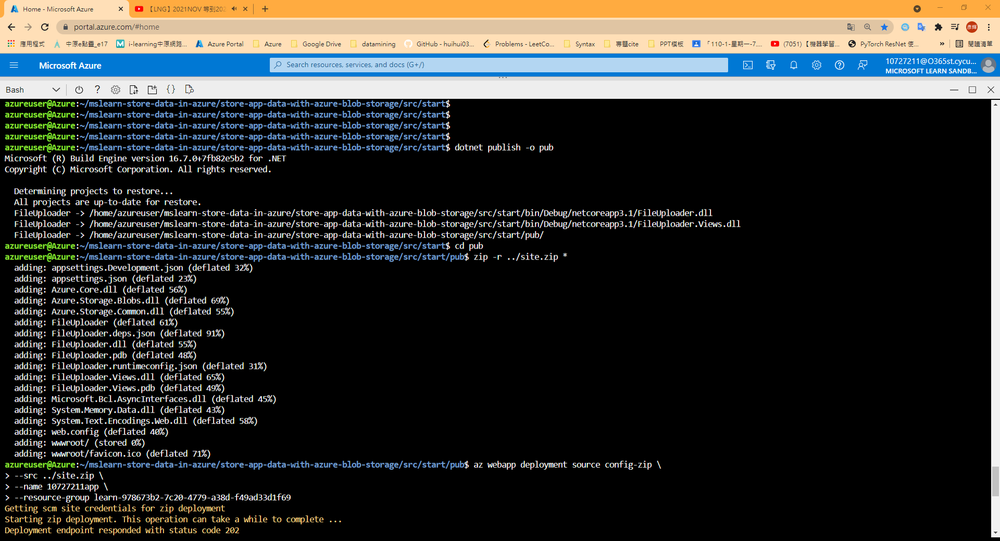 Home - Microsoft Azure
【LNG】2021NOV 等到202
portal.azure.com/#home
彥輝
應用程式
中原e點靈_e17
i-learning中原網路...
Azure Portal
Azure
Google Drive
datamining
GitHub - huihui03...
Problems - LeetCo...
Syntax
專題cite
PPT模板
「110-1-星期一-7....
(7051) 【機器學習...
PyTorch ResNet 使...
»
閱讀清單
Microsoft Azure
Search resources, services, and docs (G+/)
10727211@O365st.cycu...
MICROSOFT LEARN SANDB...
Bash
azureuser@Azure:~/mslearn-store-data-in-azure/store-app-data-with-azure-blob-storage/src/start$
azureuser@Azure:~/mslearn-store-data-in-azure/store-app-data-with-azure-blob-storage/src/start$
azureuser@Azure:~/mslearn-store-data-in-azure/store-app-data-with-azure-blob-storage/src/start$
azureuser@Azure:~/mslearn-store-data-in-azure/store-app-data-with-azure-blob-storage/src/start$
azureuser@Azure:~/mslearn-store-data-in-azure/store-app-data-with-azure-blob-storage/src/start$ dotnet publish -o pub
Microsoft (R) Build Engine version 16.7.0+7fb82e5b2 for .NET
Copyright (C) Microsoft Corporation. All rights reserved.
Determining projects to restore...
All projects are up-to-date for restore.
FileUploader -> /home/azureuser/mslearn-store-data-in-azure/store-app-data-with-azure-blob-storage/src/start/bin/Debug/netcoreapp3.1/FileUploader.dll
FileUploader -> /home/azureuser/mslearn-store-data-in-azure/store-app-data-with-azure-blob-storage/src/start/bin/Debug/netcoreapp3.1/FileUploader.Views.dll
FileUploader -> /home/azureuser/mslearn-store-data-in-azure/store-app-data-with-azure-blob-storage/src/start/pub/
azureuser@Azure:~/mslearn-store-data-in-azure/store-app-data-with-azure-blob-storage/src/start$ cd pub
azureuser@Azure:~/mslearn-store-data-in-azure/store-app-data-with-azure-blob-storage/src/start/pub$ zip -r ../site.zip *
adding: appsettings.Development.json (deflated 32%)
adding: appsettings.json (deflated 23%)
adding: Azure.Core.dll (deflated 56%)
adding: Azure.Storage.Blobs.dll (deflated 69%)
adding: Azure.Storage.Common.dll (deflated 55%)
adding: FileUploader (deflated 61%)
adding: FileUploader.deps.json (deflated 91%)
adding: FileUploader.dll (deflated 55%)
adding: FileUploader.pdb (deflated 48%)
adding: FileUploader.runtimeconfig.json (deflated 31%)
adding: FileUploader.Views.dll (deflated 65%)
adding: FileUploader.Views.pdb (deflated 49%)
adding: Microsoft.Bcl.AsyncInterfaces.dll (deflated 45%)
adding: System.Memory.Data.dll (deflated 43%)
adding: System.Text.Encodings.Web.dll (deflated 58%)
adding: web.config (deflated 40%)
adding: wwwroot/ (stored 0%)
adding: wwwroot/favicon.ico (deflated 71%)
azureuser@Azure:~/mslearn-store-data-in-azure/store-app-data-with-azure-blob-storage/src/start/pub$ az webapp deployment source config-zip \
> --src ../site.zip \
> --name 10727211app \
> --resource-group learn-978673b2-7c20-4779-a38d-f49ad33d1f69
Getting scm site credentials for zip deployment
Starting zip deployment. This operation can take a while to complete ...
Deployment endpoint responded with status code 202